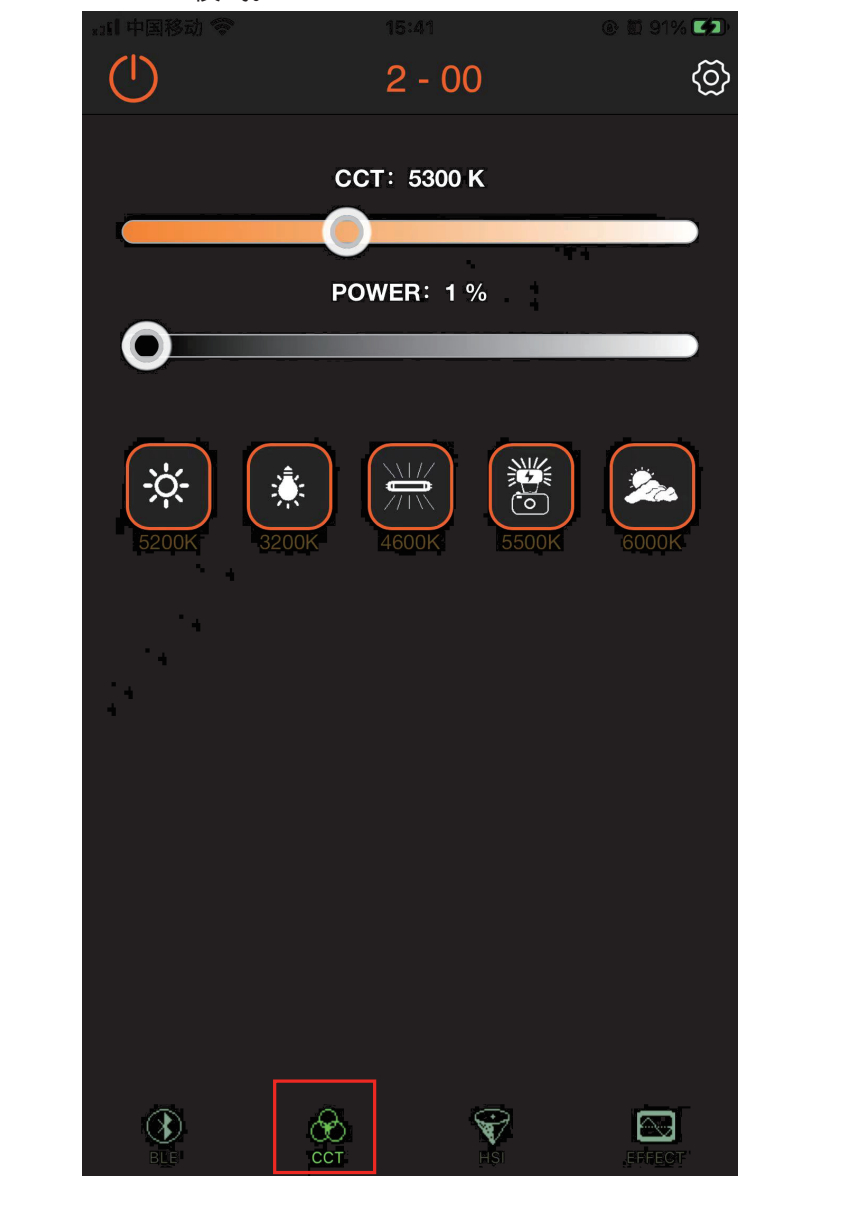 中国移动 15:41 91%
2 - 00
CCT: 5300 K
POWER: 1 %
5200K 3200K 4600K 5500K 6000K
BLE CCT HSI EFFECT